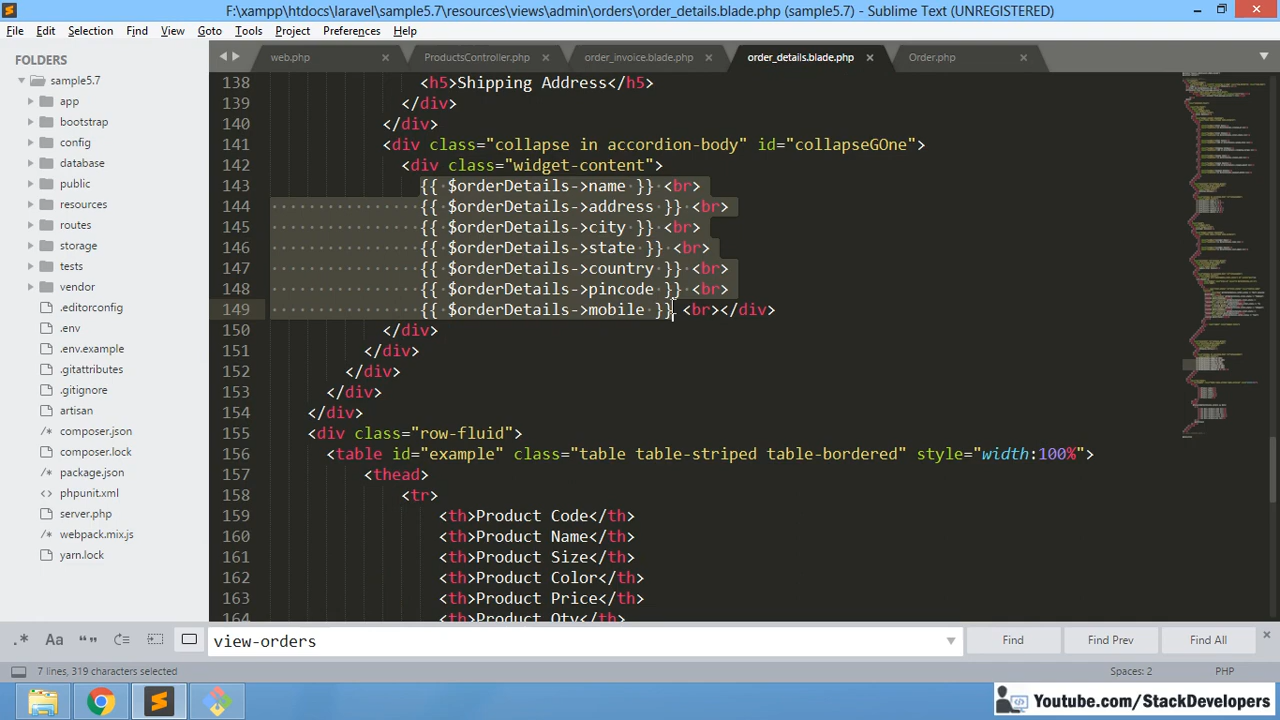 F:\xampp\htdocs\laravel\sample5.7\resources\views\admin\orders\order_details.blade.php (sample5.7) - Sublime Text (UNREGISTERED)
File Edit Selection Find View Goto Tools Project Preferences Help
FOLDERS
sample5.7
app
bootstrap
config
database
public
resources
routes
storage
tests
vendor
.editorconfig
.env
.env.example
.gitattributes
.gitignore
artisan
composer.json
composer.lock
package.json
phpunit.xml
server.php
webpack.mix.js
yarn.lock
web.php ProductsController.php order_invoice.blade.php order_details.blade.php Order.php
138 <h5>Shipping Address</h5>
139 </div>
140 </div>
141 <div class="collapse in accordion-body" id="collapseGOne">
142 <div class="widget-content">
143 {{ $orderDetails->name }} <br>
144 {{ $orderDetails->address }} <br>
145 {{ $orderDetails->city }} <br>
146 {{ $orderDetails->state }} <br>
147 {{ $orderDetails->country }} <br>
148 {{ $orderDetails->pincode }} <br>
149 {{ $orderDetails->mobile }} <br></div>
150 </div>
151 </div>
152 </div>
153 </div>
154 </div>
155 <div class="row-fluid">
156 <table id="example" class="table table-striped table-bordered" style="width:100%">
157 <thead>
158 <tr>
159 <th>Product Code</th>
160 <th>Product Name</th>
161 <th>Product Size</th>
162 <th>Product Color</th>
163 <th>Product Price</th>
164 <th>Product Qty</th>
.* Aa “” view-orders Find Find Prev Find All
7 lines, 319 characters selected Spaces: 2 PHP
Youtube.com/StackDevelopers